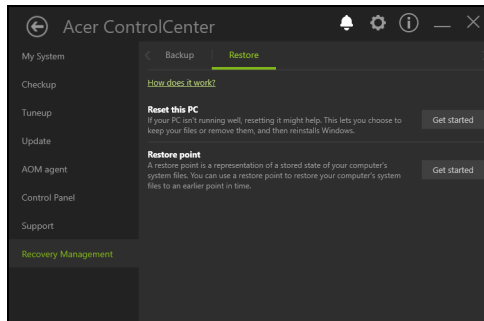 Acer ControlCenter
My System
Checkup
Tuneup
Update
AOM agent
Control Panel
Support
Recovery Management
Backup
Restore
How does it work?
Reset this PC
If your PC isn't running well, resetting it might help. This lets you choose to
keep your files or remove them, and then reinstalls Windows.
Get started
Restore point
A restore point is a representation of a stored state of your computer's
system files. You can use a restore point to restore your computer's system
files to an earlier point in time.
Get started